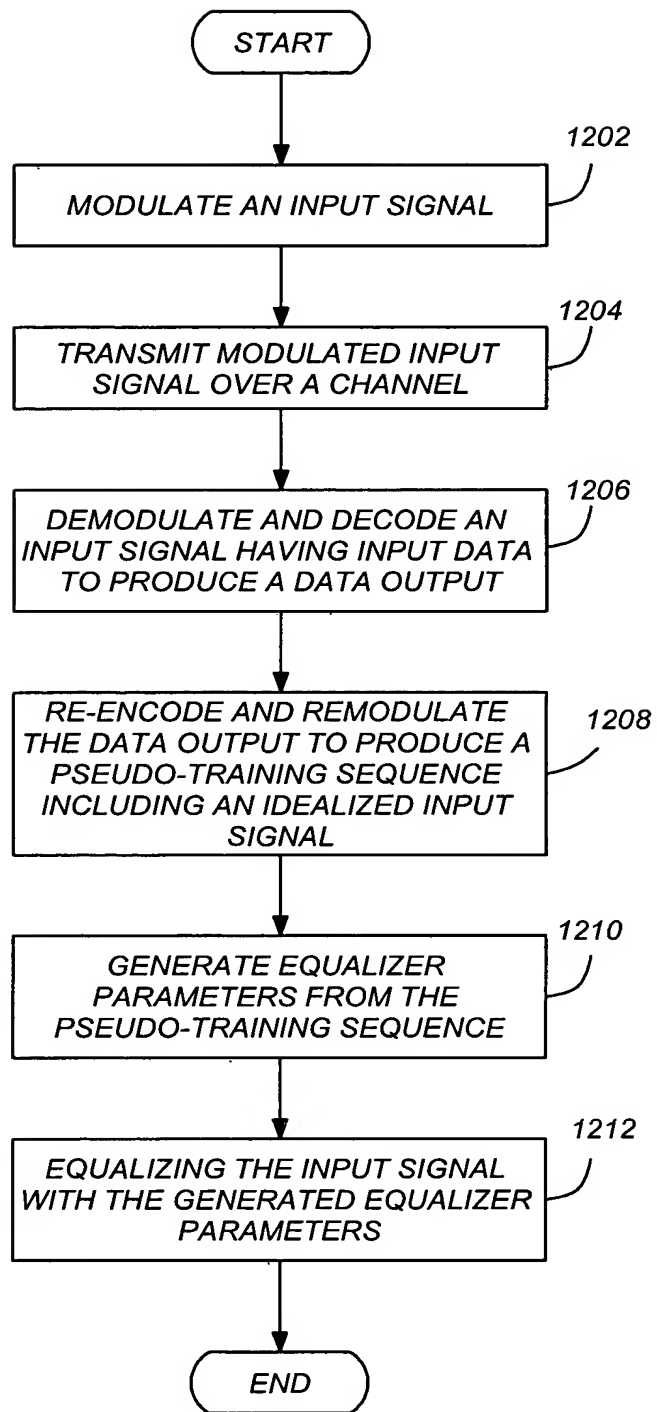 START
1202
MODULATE AN INPUT SIGNAL
1204
TRANSMIT MODULATED INPUT
SIGNAL OVER A CHANNEL
1206
DEMODULATE AND DECODE AN
INPUT SIGNAL HAVING INPUT DATA
TO PRODUCE A DATA OUTPUT
1208
RE-ENCODE AND REMODULATE
THE DATA OUTPUT TO PRODUCE A
PSEUDO-TRAINING SEQUENCE
INCLUDING AN IDEALIZED INPUT
SIGNAL
1210
GENERATE EQUALIZER
PARAMETERS FROM THE
PSEUDO-TRAINING SEQUENCE
1212
EQUALIZING THE INPUT SIGNAL
WITH THE GENERATED EQUALIZER
PARAMETERS
END